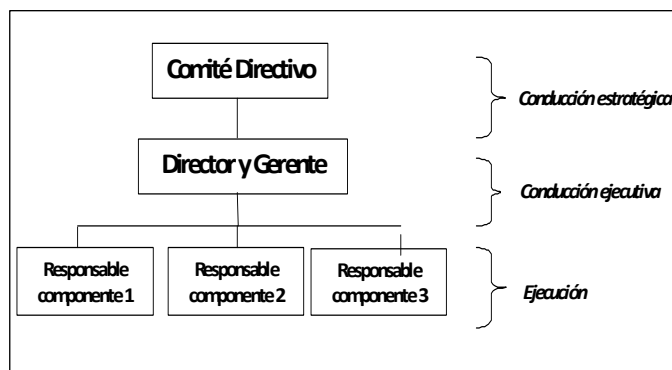 Comité Directivo
Conducción estratégica
Director y Gerente
Conducción ejecutiva
Responsable
componente 1
Responsable
componente 2
Responsable
componente 3
Ejecución